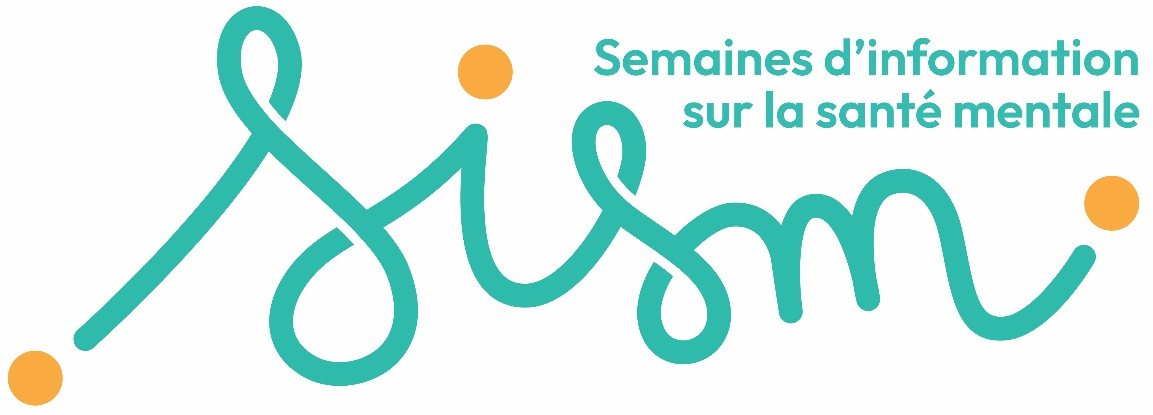 Semaines d’information
sur la santé mentale
sism